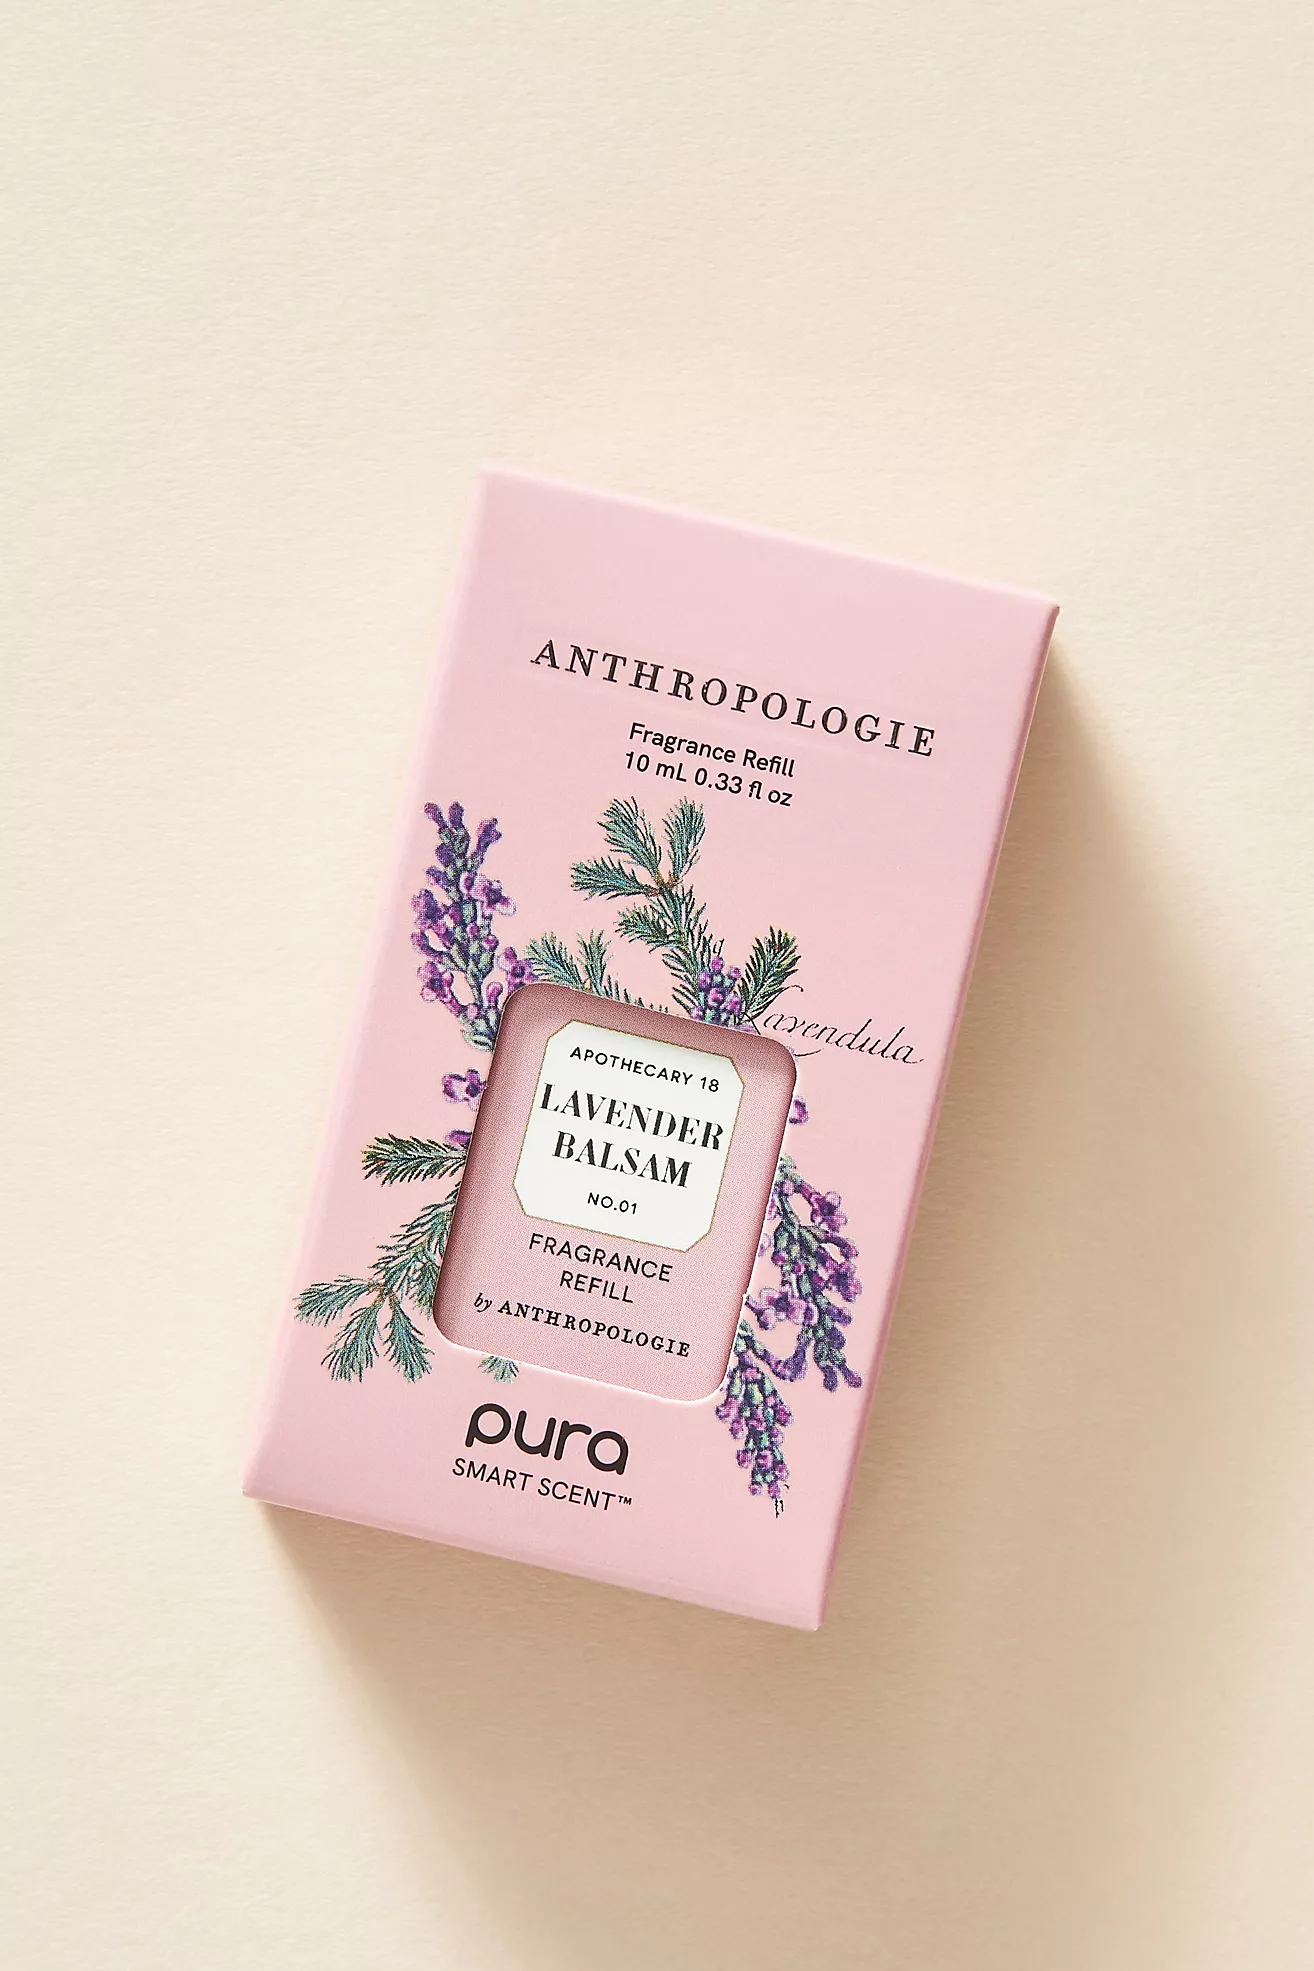 ANTHROPOLOGIE
Fragrance Refill
10 mL 0.33 fl oz
Lavendula
APOTHECARY 18
LAVENDER
BALSAM
NO.01
FRAGRANCE
REFILL
by ANTHROPOLOGIE
pura
SMART SCENT™